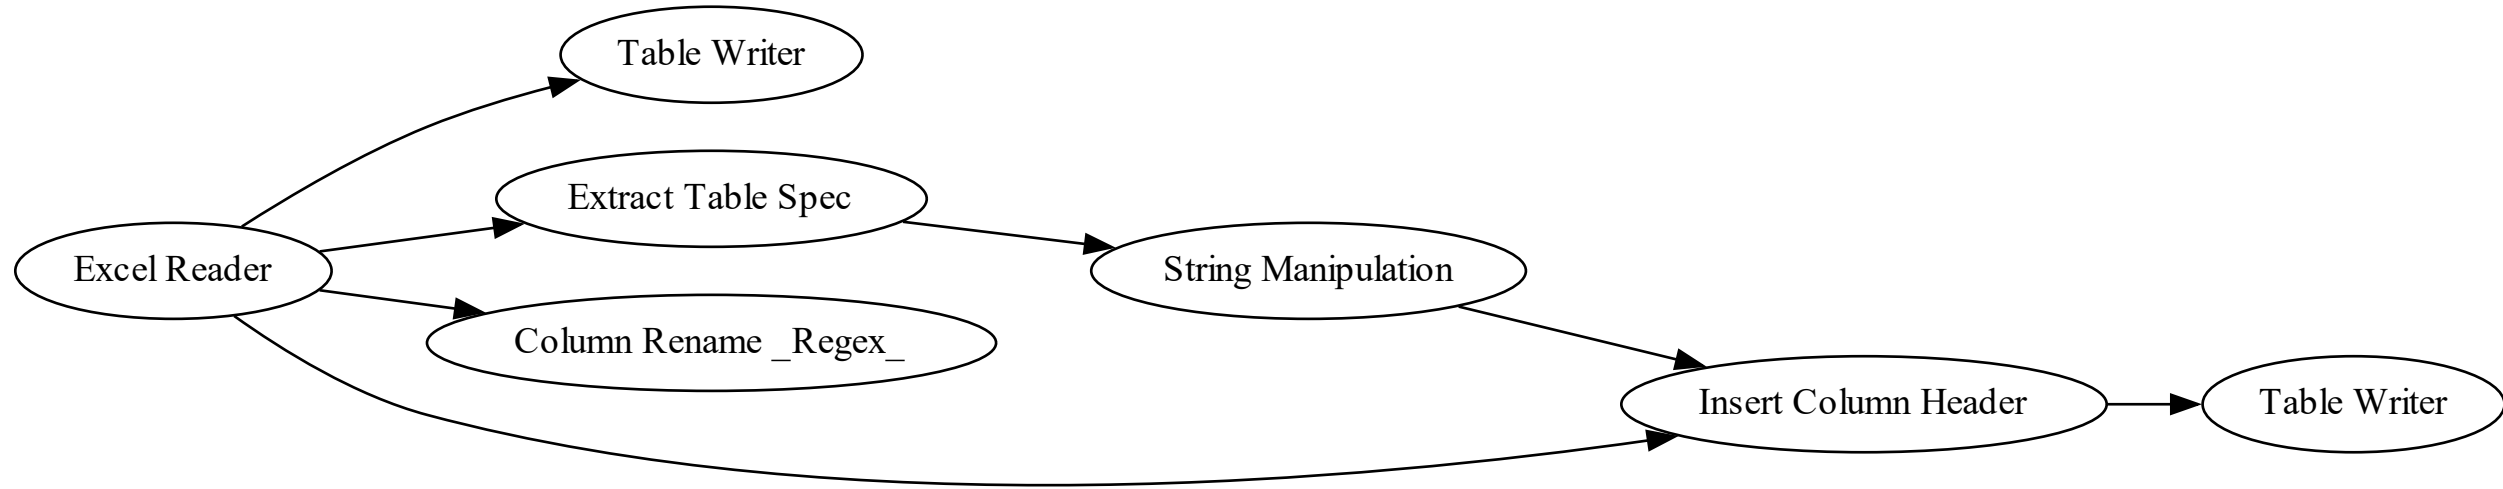 Table Writer
Extract Table Spec
Excel Reader
String Manipulation
Column Rename _Regex_
Insert Column Header
Table Writer